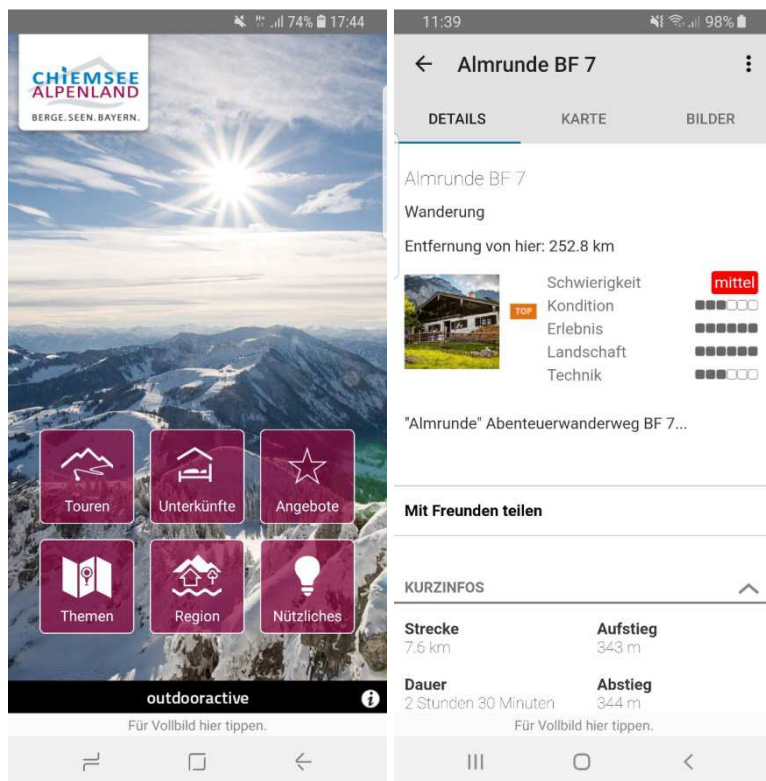 74% 17:44
CHIEMSEE
ALPENLAND
BERGE. SEEN. BAYERN.
Touren
Unterkünfte
Angebote
Themen
Region
Nützliches
outdooractive
Für Vollbild hier tippen.
11:39
98%
Almrunde BF 7
DETAILS
KARTE
BILDER
Almrunde BF 7
Wanderung
Entfernung von hier: 252.8 km
TOP
Schwierigkeit mittel
Kondition
Erlebnis
Landschaft
Technik
"Almrunde" Abenteuerwanderweg BF 7...
Mit Freunden teilen
KURZINFOS
Strecke
7.6 km
Aufstieg
343 m
Dauer
2 Stunden 30 Minuten
Abstieg
344 m
Für Vollbild hier tippen.